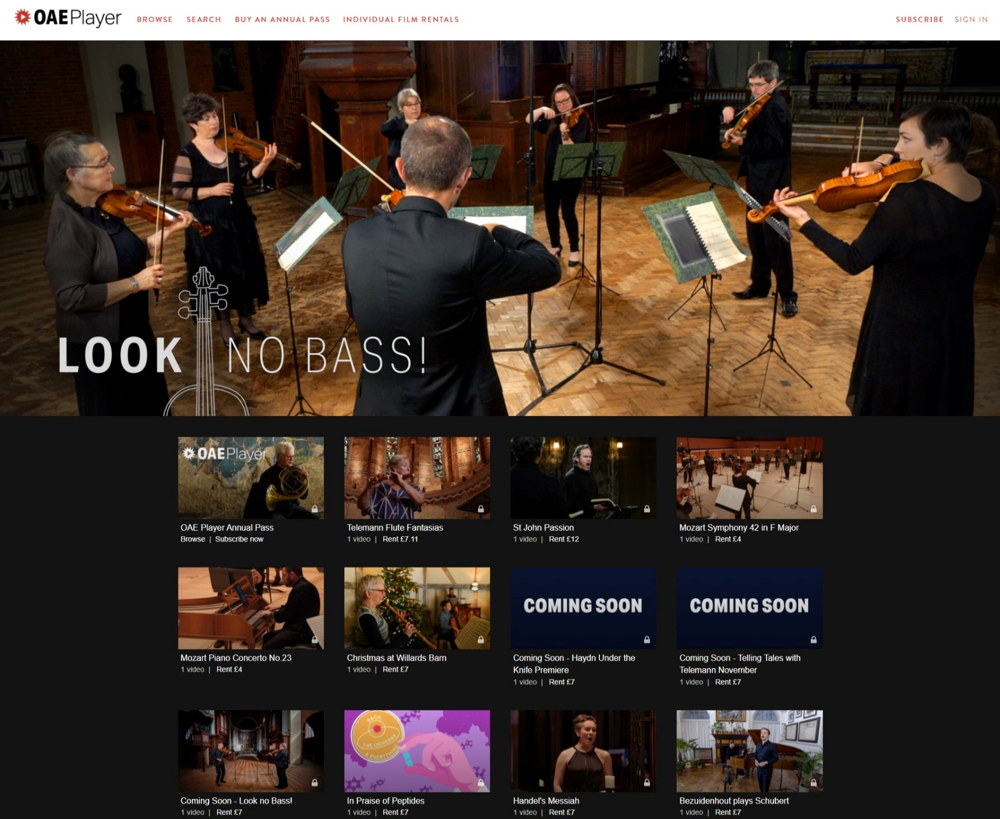 OAE Player BROWSE SEARCH BUY AN ANNUAL PASS INDIVIDUAL FILM RENTALS SUBSCRIBE SIGN IN
LOOK NO BASS!
OAE Player
OAE Player Annual Pass
Browse | Subscribe now
Telemann Flute Fantasias
1 video | Rent £7.11
St John Passion
1 video | Rent £12
Mozart Symphony 42 in F Major
1 video | Rent £4
Mozart Piano Concerto No.23
1 video | Rent £4
Christmas at Willards Barn
1 video | Rent £7
COMING SOON
Coming Soon - Haydn Under the
Knife Premiere
1 video | Rent £7
COMING SOON
Coming Soon - Telling Tales with
Telemann November
1 video | Rent £7
Coming Soon - Look no Bass!
1 video | Rent £7
BACH
THE UNIVERSE
& EVERYTHING
In Praise of Peptides
1 video | Rent £7
Handel's Messiah
1 video | Rent £7
Bezuidenhout plays Schubert
1 video | Rent £7